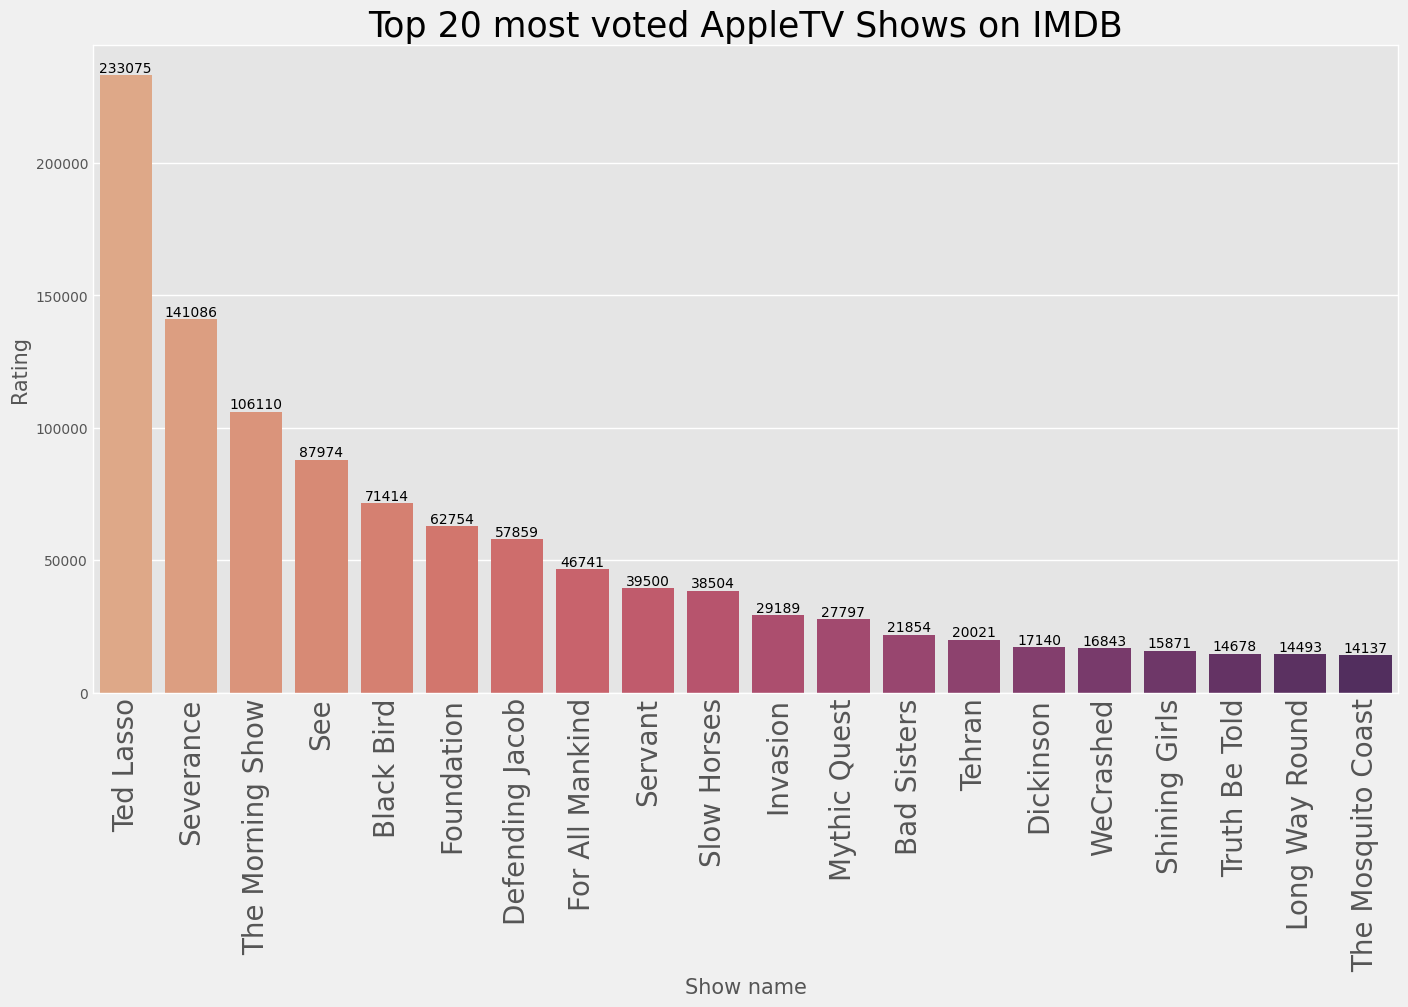 Top 20 most voted AppleTV Shows on IMDB
Rating
200000
150000
100000
50000
0
233075
141086
106110
87974
71414
62754
57859
46741
39500
38504
29189
27797
21854
20021
17140
16843
15871
14678
14493
14137
Ted Lasso
Severance
The Morning Show
See
Black Bird
Foundation
Defending Jacob
For All Mankind
Servant
Slow Horses
Invasion
Mythic Quest
Bad Sisters
Tehran
Dickinson
WeCrashed
Shining Girls
Truth Be Told
Long Way Round
The Mosquito Coast
Show name